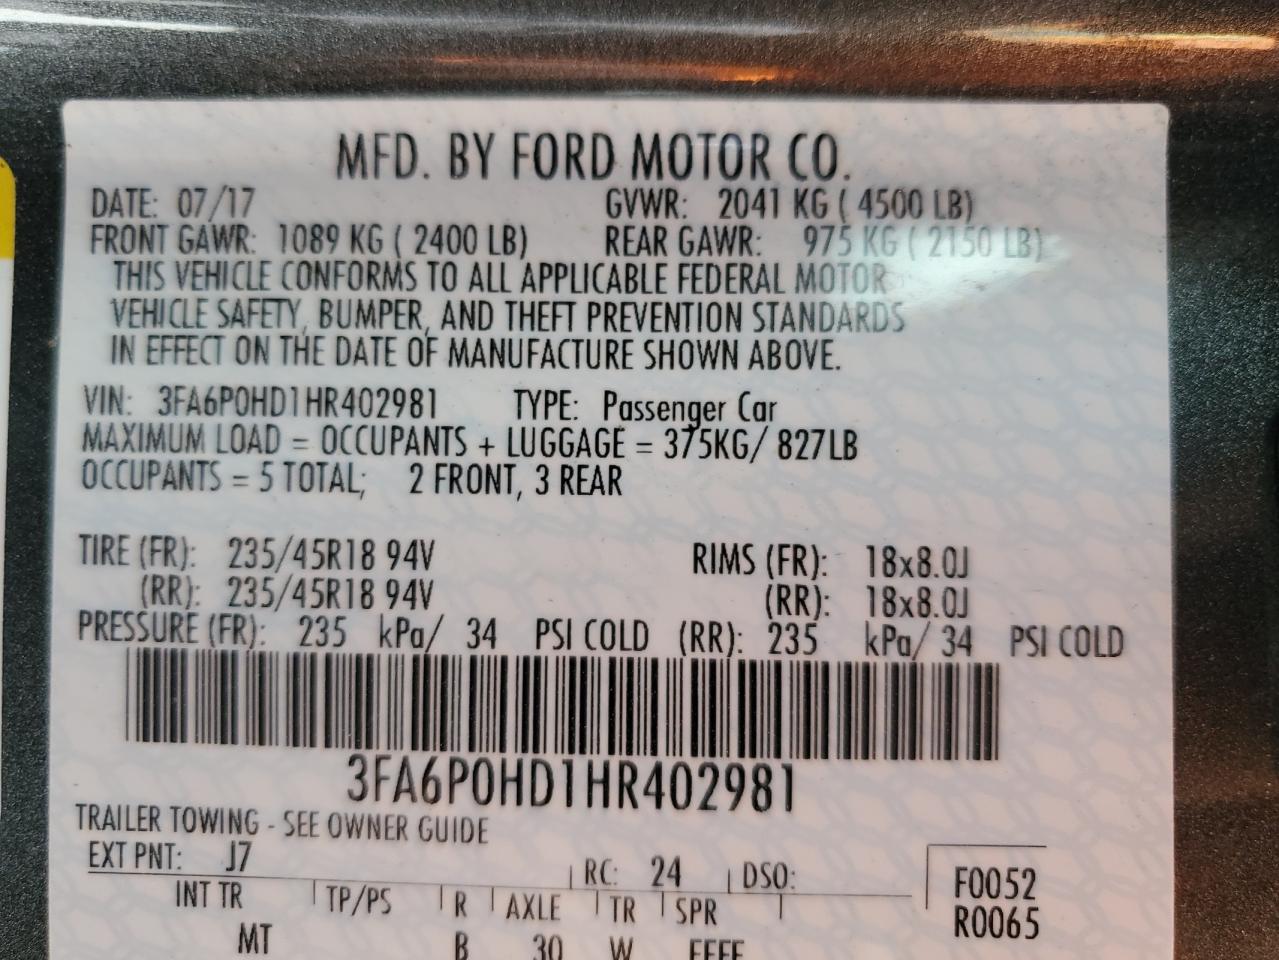 MFD. BY FORD MOTOR CO.
DATE: 07/17 GVWR: 2041 KG ( 4500 LB)
FRONT GAWR: 1089 KG ( 2400 LB) REAR GAWR: 975 KG ( 2150 LB)
THIS VEHICLE CONFORMS TO ALL APPLICABLE FEDERAL MOTOR
VEHICLE SAFETY, BUMPER, AND THEFT PREVENTION STANDARDS
IN EFFECT ON THE DATE OF MANUFACTURE SHOWN ABOVE.
VIN: 3FA6P0HD1HR402981 TYPE: Passenger Car
MAXIMUM LOAD = OCCUPANTS + LUGGAGE = 375KG/ 827LB
OCCUPANTS = 5 TOTAL; 2 FRONT, 3 REAR
TIRE (FR): 235/45R18 94V RIMS (FR): 18x8.0J
(RR): 235/45R18 94V (RR): 18x8.0J
PRESSURE (FR): 235 kPa/ 34 PSI COLD (RR): 235 kPa/ 34 PSI COLD
3FA6P0HD1HR402981
TRAILER TOWING - SEE OWNER GUIDE
EXT PNT: J7 RC: 24 DSO: F0052
INT TR TP/PS R AXLE TR SPR R0065
MT B 30 W EEEE